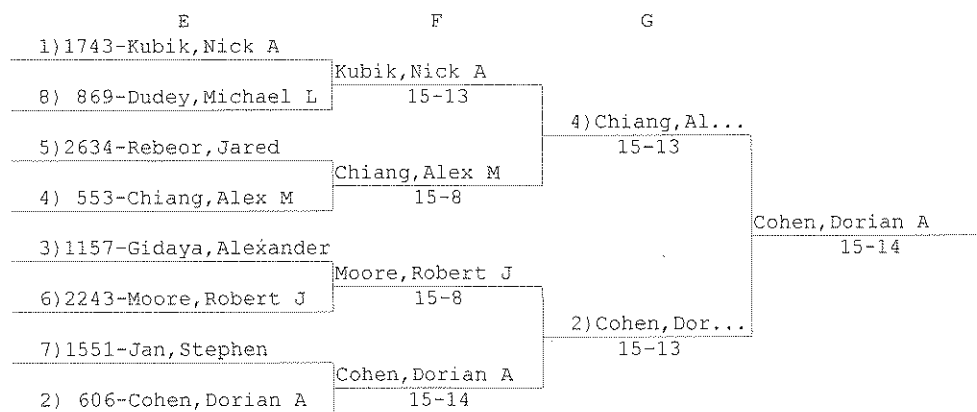 E F G
1)1743-Kubik,Nick A
Kubik,Nick A
8) 869-Dudey,Michael L 15-13
4)Chiang,Al...
5)2634-Rebeor,Jared 15-13
Chiang,Alex M
4) 553-Chiang,Alex M 15-8
Cohen,Dorian A
3)1157-Gidaya,Alexander 15-14
Moore,Robert J
6)2243-Moore,Robert J 15-8
2)Cohen,Dor...
7)1551-Jan,Stephen 15-13
Cohen,Dorian A
2) 606-Cohen,Dorian A 15-14